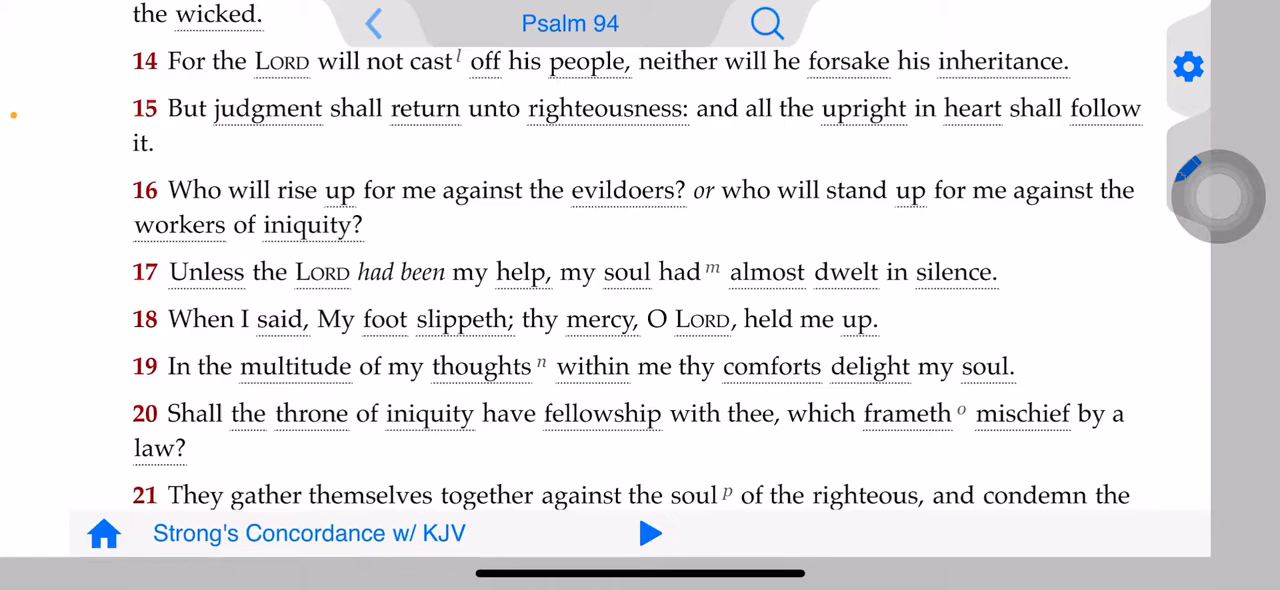 the wicked.
Psalm 94
14 For the LORD will not cast l off his people, neither will he forsake his inheritance.
15 But judgment shall return unto righteousness: and all the upright in heart shall follow
it.
16 Who will rise up for me against the evildoers? or who will stand up for me against the
workers of iniquity?
17 Unless the LORD had been my help, my soul had m almost dwelt in silence.
18 When I said, My foot slippeth; thy mercy, O LORD, held me up.
19 In the multitude of my thoughts n within me thy comforts delight my soul.
20 Shall the throne of iniquity have fellowship with thee, which frameth o mischief by a
law?
21 They gather themselves together against the soul p of the righteous, and condemn the
Strong's Concordance w/ KJV